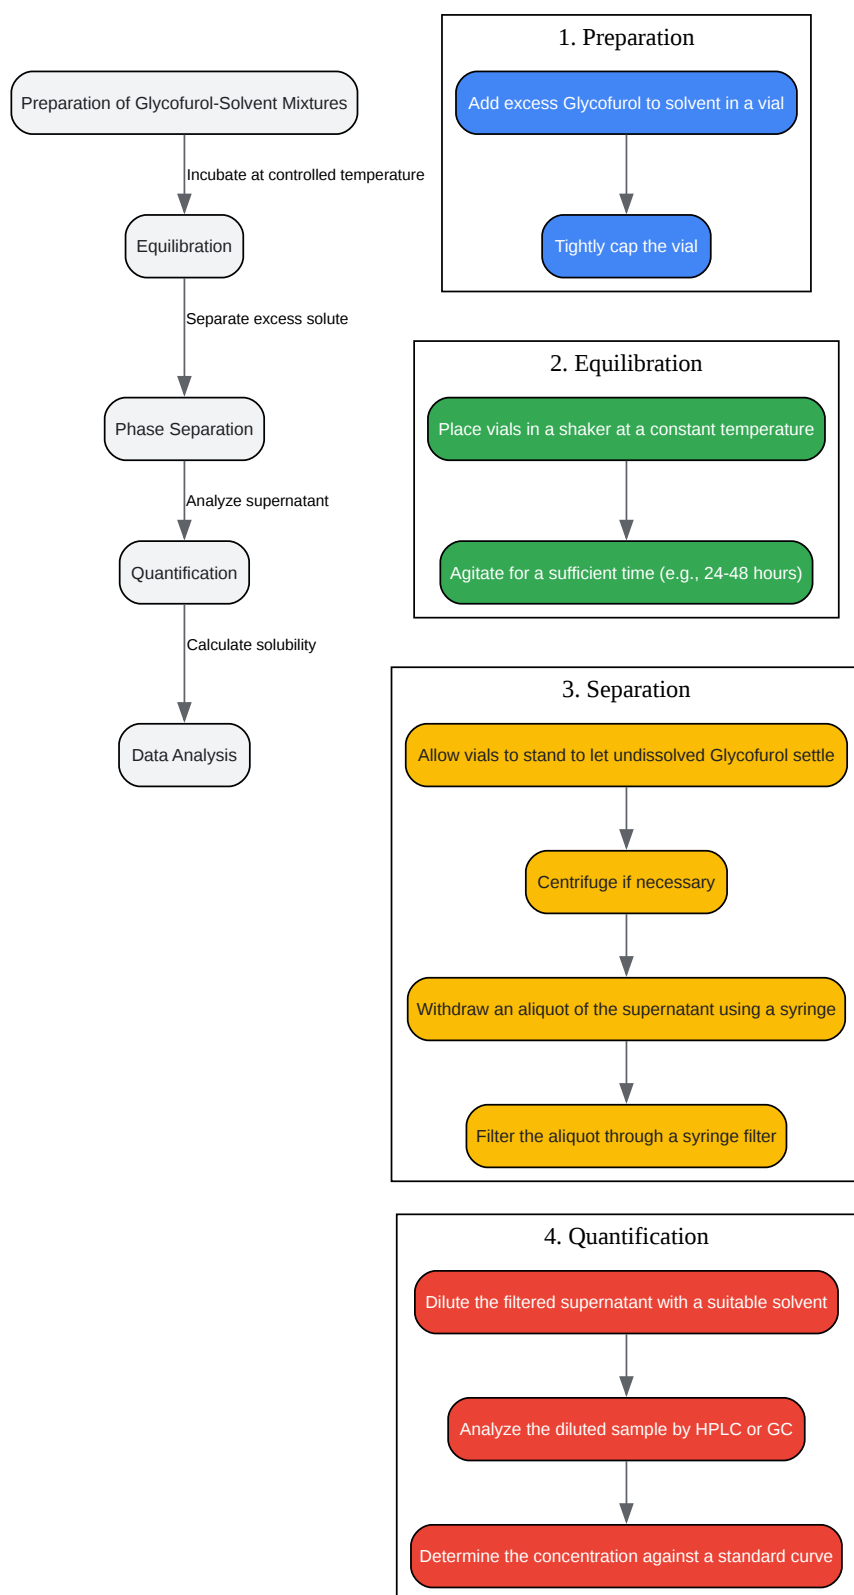 Preparation of Glycofurol-Solvent Mixtures
Incubate at controlled temperature
Equilibration
Separate excess solute
Phase Separation
Analyze supernatant
Quantification
Calculate solubility
Data Analysis
1. Preparation
Add excess Glycofurol to solvent in a vial
Tightly cap the vial
2. Equilibration
Place vials in a shaker at a constant temperature
Agitate for a sufficient time (e.g., 24-48 hours)
3. Separation
Allow vials to stand to let undissolved Glycofurol settle
Centrifuge if necessary
Withdraw an aliquot of the supernatant using a syringe
Filter the aliquot through a syringe filter
4. Quantification
Dilute the filtered supernatant with a suitable solvent
Analyze the diluted sample by HPLC or GC
Determine the concentration against a standard curve